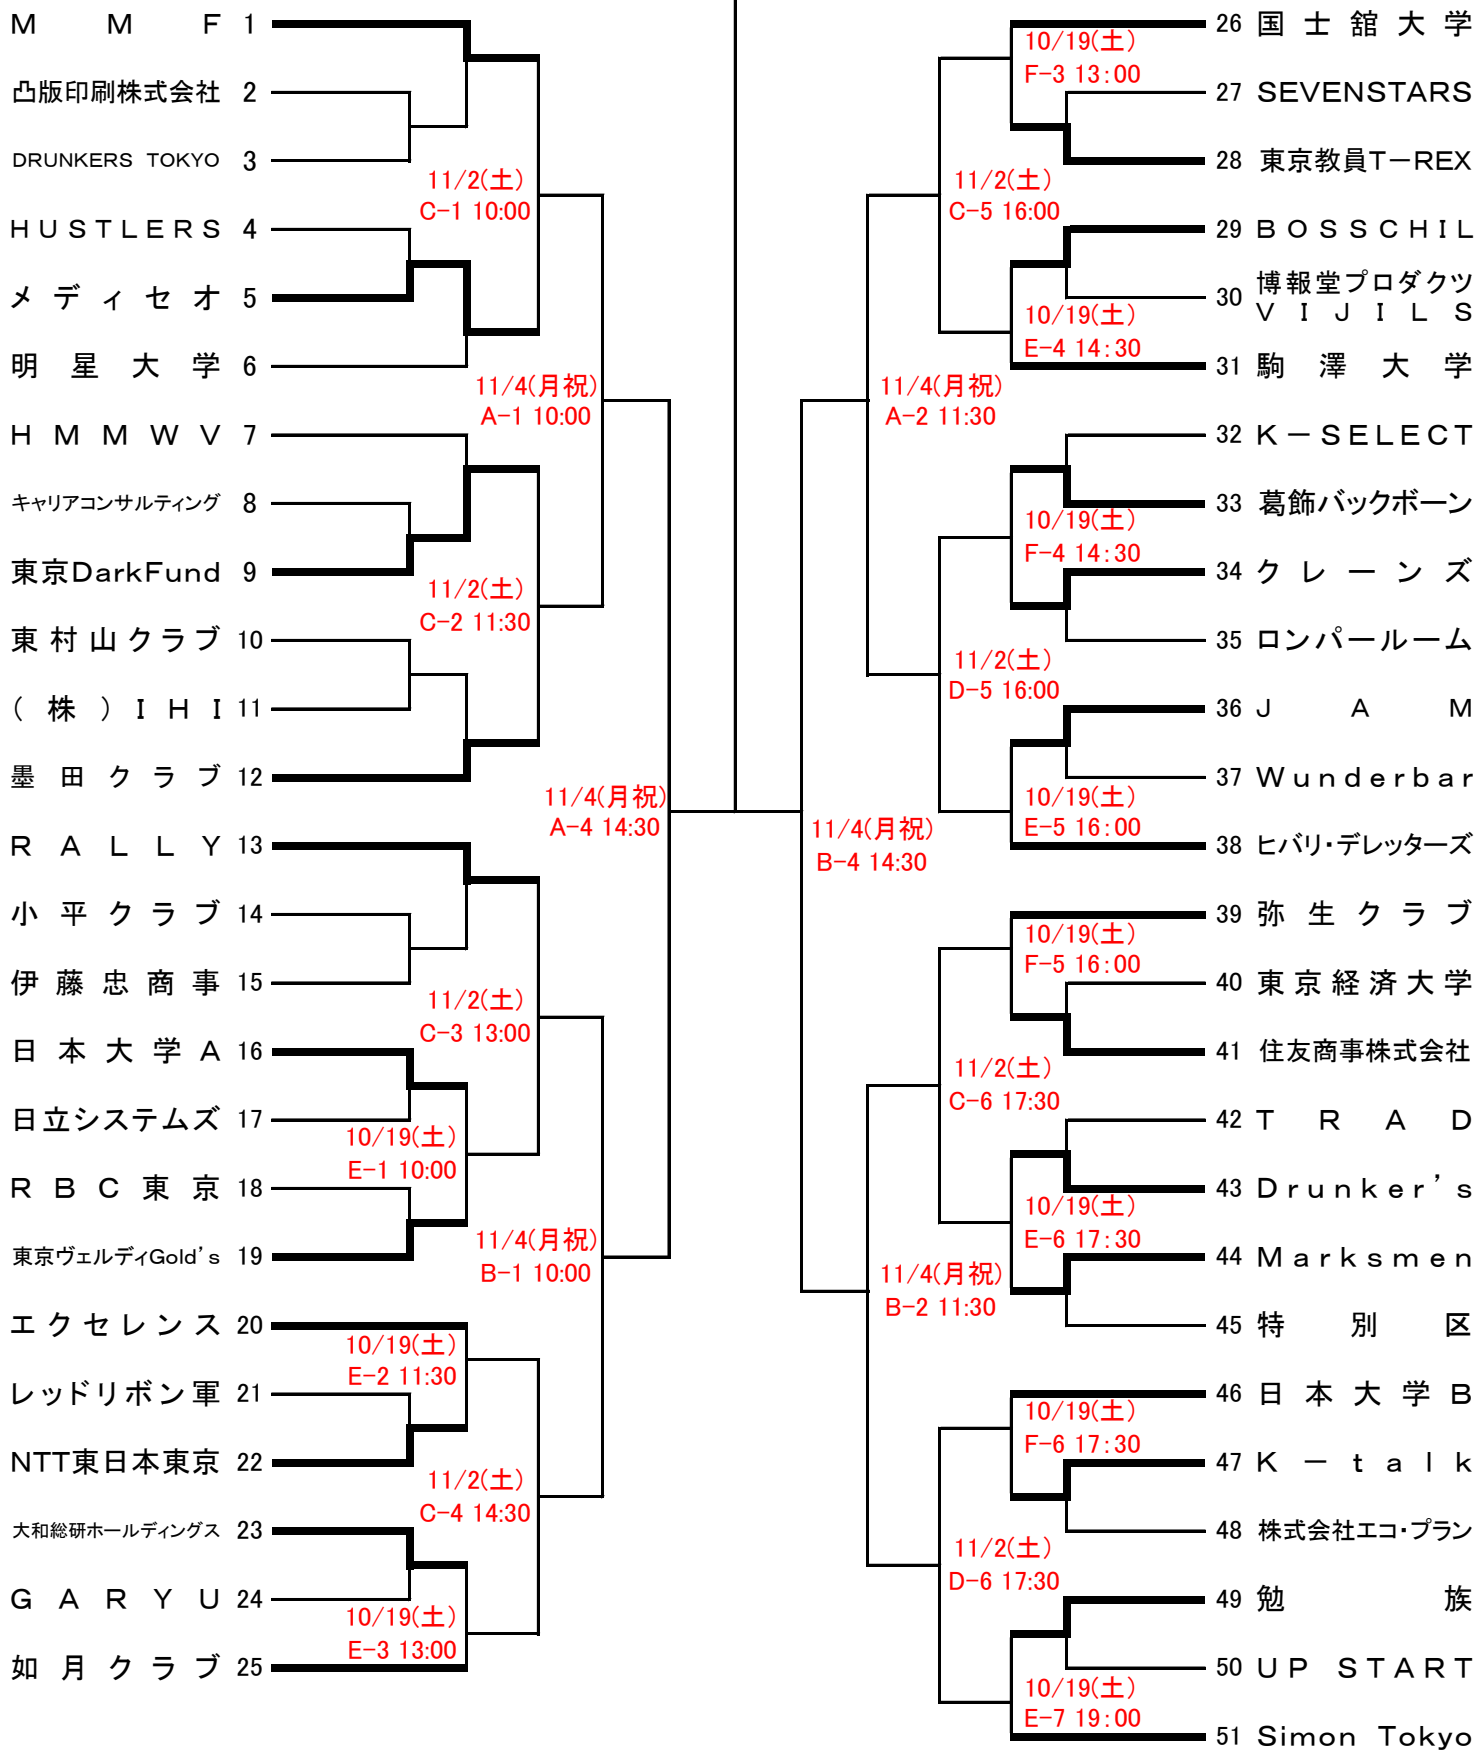 MMF 1
凸版印刷株式会社 2
DRUNKERS TOKYO 3
HUSTLERS 4
メディセオ 5
明星大学 6
HMMWV 7
キャリアコンサルティング 8
東京DarkFund 9
東村山クラブ 10
(株)IHI 11
墨田クラブ 12
RALLY 13
小平クラブ 14
伊藤忠商事 15
日本大学A 16
日立システムズ 17
RBC東京 18
東京ヴェルディGold's 19
エクセレンス 20
レッドリボン軍 21
NTT東日本東京 22
大和総研ホールディングス 23
GARYU 24
如月クラブ 25
11/2(土)
C-1 10:00
11/4(月祝)
A-1 10:00
11/2(土)
C-2 11:30
11/4(月祝)
A-4 14:30
11/2(土)
C-3 13:00
10/19(土)
E-1 10:00
11/4(月祝)
B-1 10:00
10/19(土)
E-2 11:30
11/2(土)
C-4 14:30
10/19(土)
E-3 13:00
10/19(土)
F-3 13:00
11/2(土)
C-5 16:00
10/19(土)
E-4 14:30
11/4(月祝)
A-2 11:30
10/19(土)
F-4 14:30
11/2(土)
D-5 16:00
10/19(土)
E-5 16:00
11/4(月祝)
B-4 14:30
10/19(土)
F-5 16:00
11/2(土)
C-6 17:30
10/19(土)
E-6 17:30
11/4(月祝)
B-2 11:30
10/19(土)
F-6 17:30
11/2(土)
D-6 17:30
10/19(土)
E-7 19:00
26 国士舘大学
27 SEVENSTARS
28 東京教員T-REX
29 BOSSCHIL
30 博報堂プロダクツ
VIJILS
31 駒澤大学
32 K-SELECT
33 葛飾バックボーン
34 クレーンズ
35 ロンパールーム
36 JAM
37 Wunderbar
38 ヒバリ・デレッターズ
39 弥生クラブ
40 東京経済大学
41 住友商事株式会社
42 TRAD
43 Drunker's
44 Marksmen
45 特別区
46 日本大学B
47 K-talk
48 株式会社エコ・プラン
49 勉族
50 UP START
51 Simon Tokyo